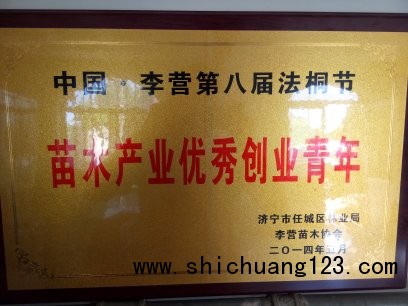 中国·李营第八届法桐节
苗木产业优秀创业青年
济宁市任城区林业局
李营苗木协会
二〇一四年五月
www.shichuang123.com